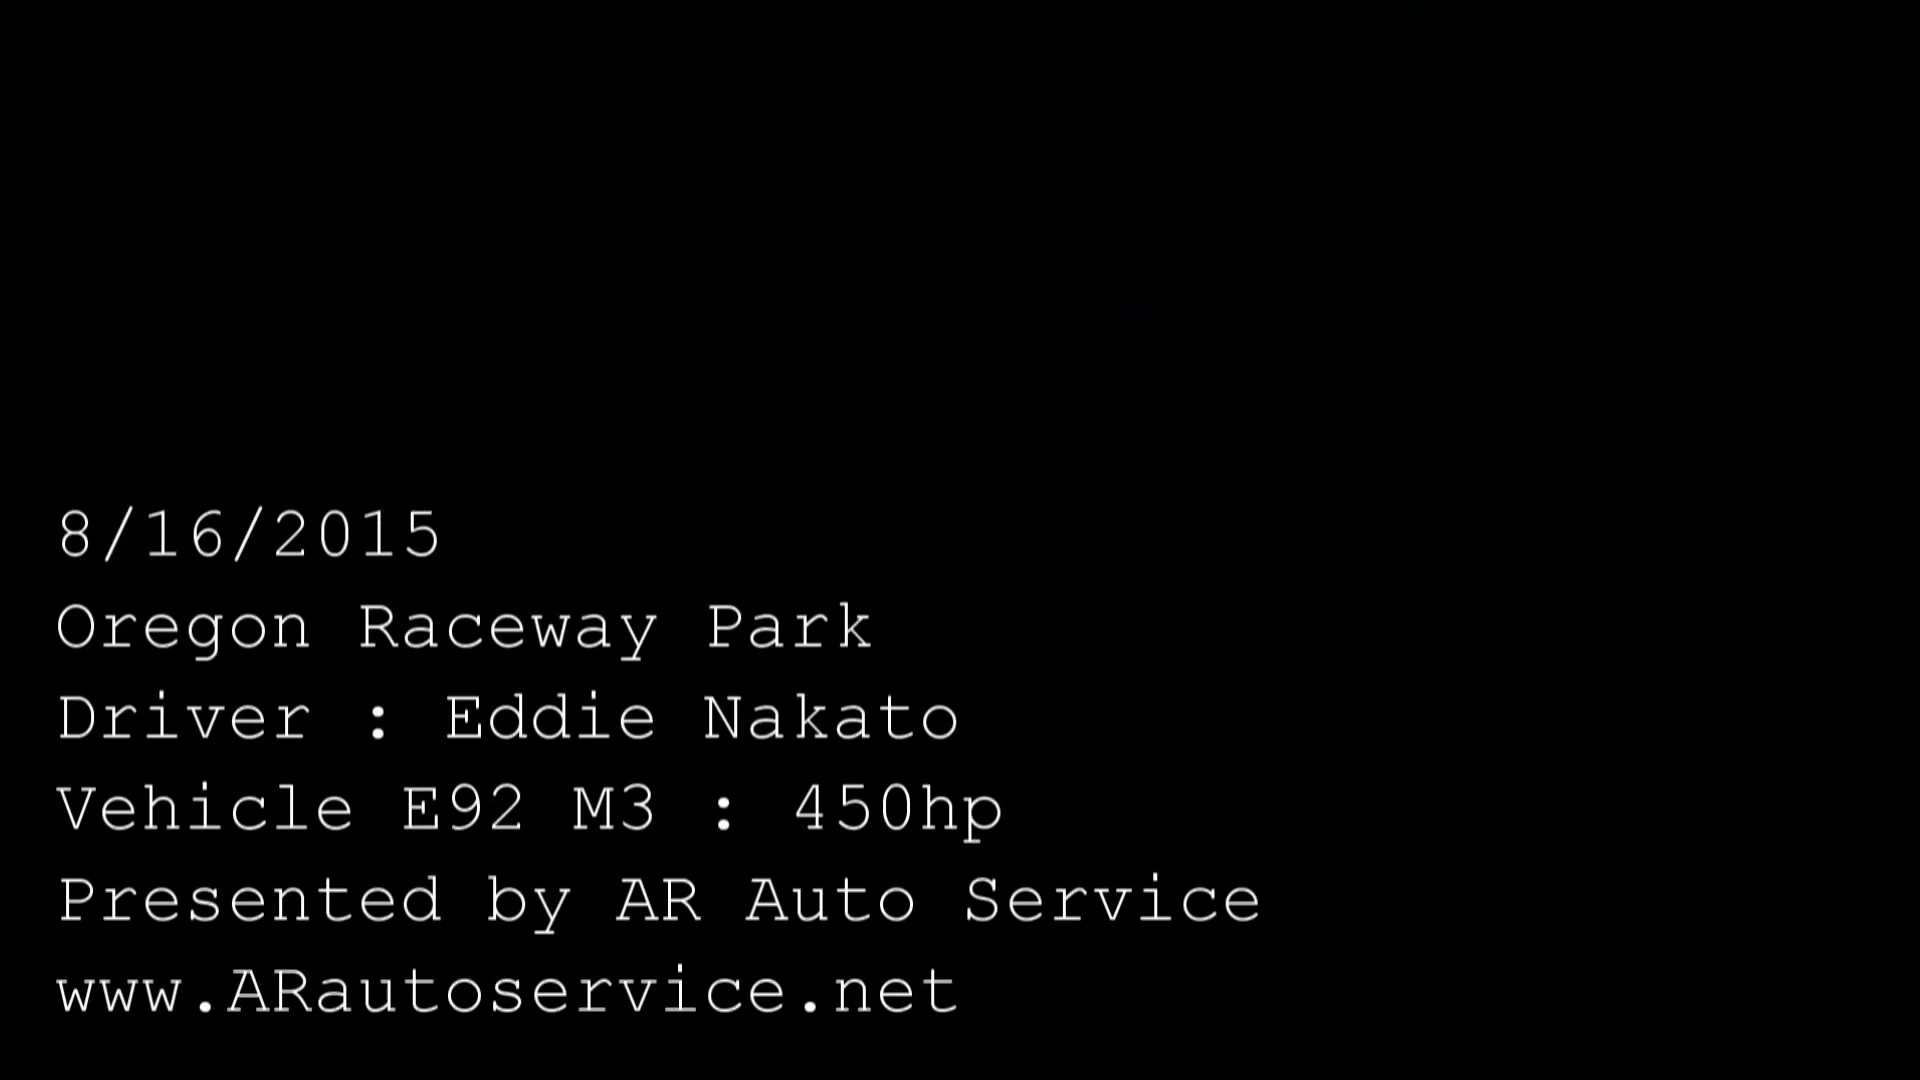 8/16/2015
Oregon Raceway Park
Driver : Eddie Nakato
Vehicle E92 M3 : 450hp
Presented by AR Auto Service
www.ARautoservice.net